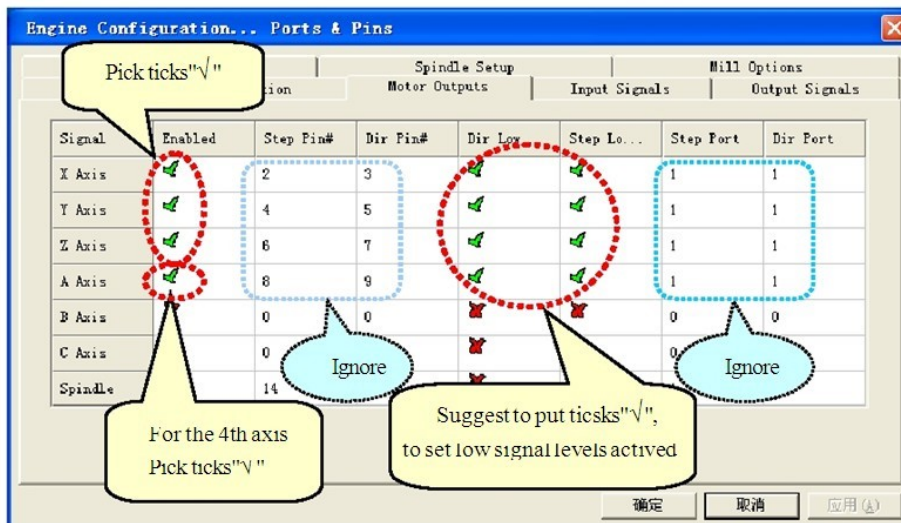 Engine Configuration... Ports & Pins
Pick ticks"√"
Spindle Setup
Mill Options
tion
Motor Outputs
Input Signals
Output Signals
Signal Enabled Step Pin# Dir Pin# Dir Low Step Lo... Step Port Dir Port
X Axis 2 3 1 1
Y Axis 4 5 1 1
Z Axis 6 7 1 1
A Axis 8 9 1 1
B Axis 0 0 0 0
C Axis 0 0
Spindle 14
Ignore
Ignore
For the 4th axis
Pick ticks"√"
Suggest to put ticsks"√",
to set low signal levels actived
确定
取消
应用(A)